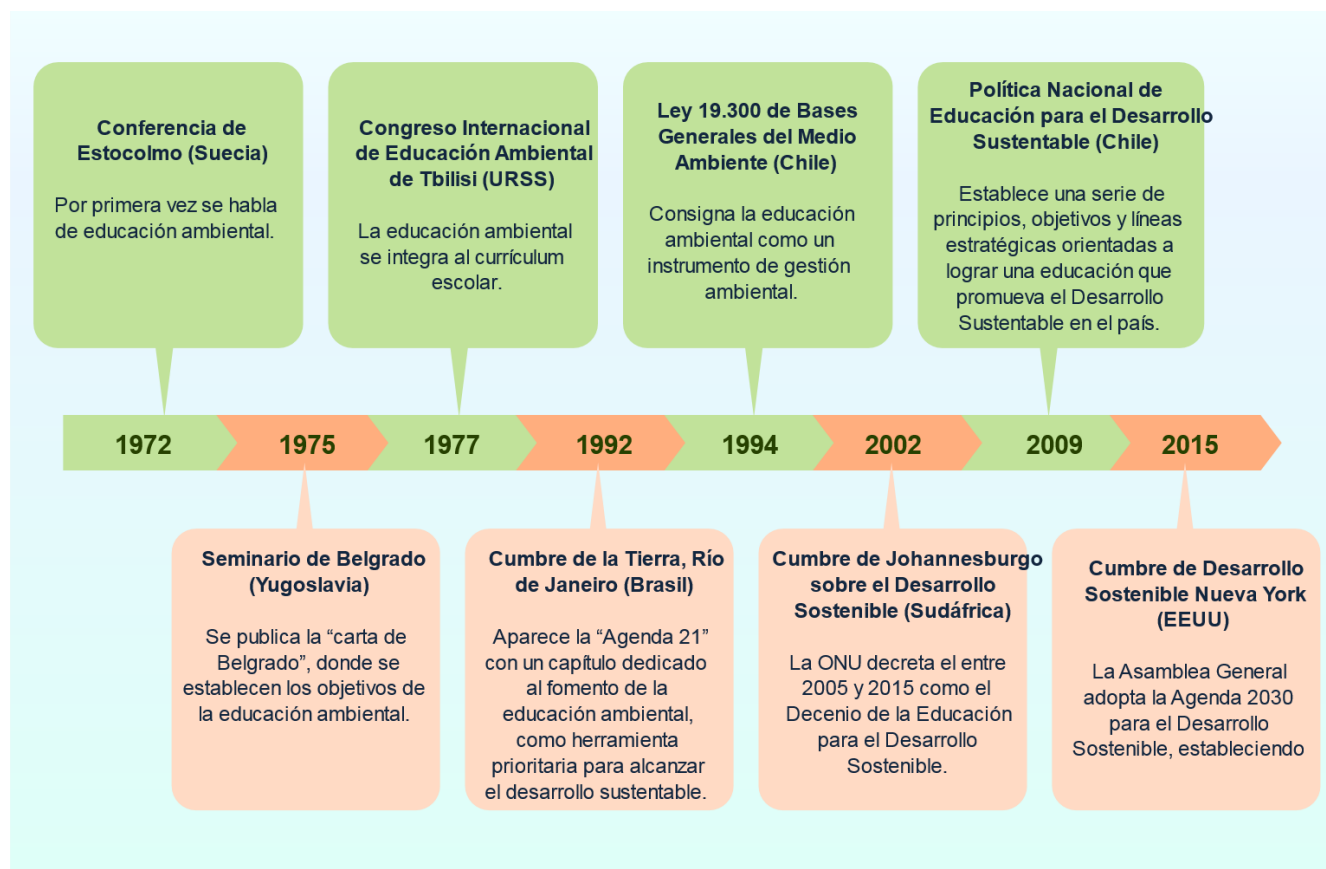 Conferencia de
Estocolmo (Suecia)
Por primera vez se habla
de educación ambiental.
Congreso Internacional
de Educación Ambiental
de Tbilisi (URSS)
La educación ambiental
se integra al currículum
escolar.
Ley 19.300 de Bases
Generales del Medio
Ambiente (Chile)
Consigna la educación
ambiental como un
instrumento de gestión
ambiental.
Política Nacional de
Educación para el Desarrollo
Sustentable (Chile)
Establece una serie de
principios, objetivos y líneas
estratégicas orientadas a
lograr una educación que
promueva el Desarrollo
Sustentable en el país.
1972
1975
1977
1992
1994
2002
2009
2015
Seminario de Belgrado
(Yugoslavia)
Se publica la “carta de
Belgrado”, donde se
establecen los objetivos de
la educación ambiental.
Cumbre de la Tierra, Río
de Janeiro (Brasil)
Aparece la “Agenda 21”
con un capítulo dedicado
al fomento de la
educación ambiental,
como herramienta
prioritaria para alcanzar
el desarrollo sustentable.
Cumbre de Johannesburgo
sobre el Desarrollo
Sostenible (Sudáfrica)
La ONU decreta el entre
2005 y 2015 como el
Decenio de la Educación
para el Desarrollo
Sostenible.
Cumbre de Desarrollo
Sostenible Nueva York
(EEUU)
La Asamblea General
adopta la Agenda 2030
para el Desarrollo
Sostenible, estableciendo